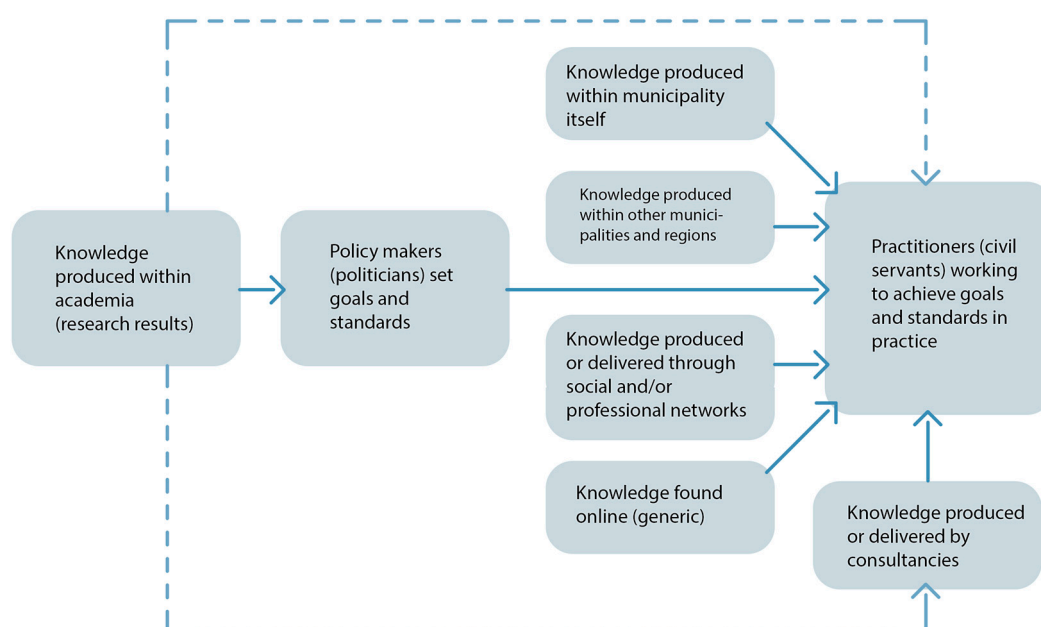 Knowledge produced
within municipality
itself
Knowledge produced
within other munici-
palities and regions
Knowledge
produced within
academia
(research results)
Policy makers
(politicians) set
goals and
standards
Practitioners (civil
servants) working
to achieve goals
and standards in
practice
Knowledge produced
or delivered through
social and/or
professional networks
Knowledge found
online (generic)
Knowledge produced
or delivered by
consultancies